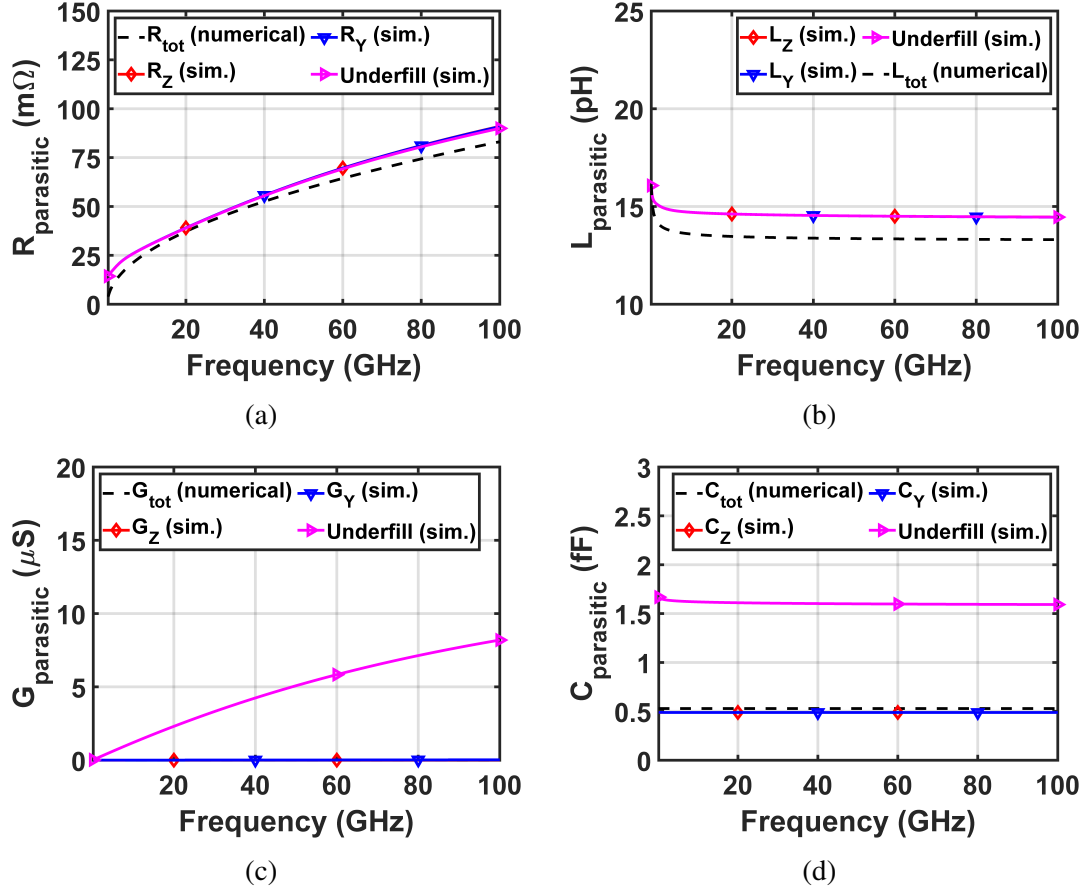 R_parasitic (mΩ)
150
125
100
75
50
25
0
R_tot (numerical)
R_Y (sim.)
R_Z (sim.)
Underfill (sim.)
20 40 60 80 100
Frequency (GHz)
(a)
L_parasitic (pH)
25
20
15
10
L_Z (sim.)
Underfill (sim.)
L_Y (sim.)
L_tot (numerical)
20 40 60 80 100
Frequency (GHz)
(b)
G_parasitic (μS)
20
15
10
5
0
G_tot (numerical)
G_Y (sim.)
G_Z (sim.)
Underfill (sim.)
20 40 60 80 100
Frequency (GHz)
(c)
C_parasitic (fF)
3
2.5
2
1.5
1
0.5
0
C_tot (numerical)
C_Y (sim.)
C_Z (sim.)
Underfill (sim.)
20 40 60 80 100
Frequency (GHz)
(d)